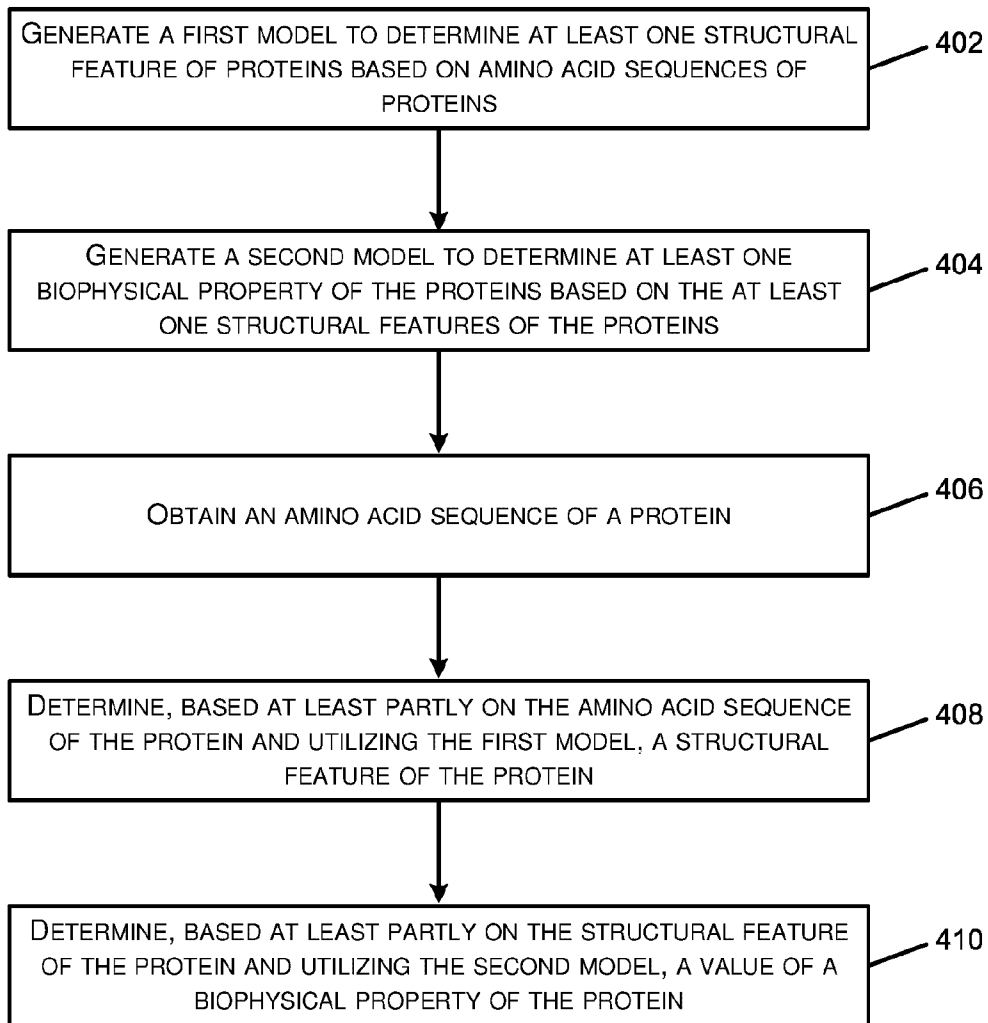 GENERATE A FIRST MODEL TO DETERMINE AT LEAST ONE STRUCTURAL
FEATURE OF PROTEINS BASED ON AMINO ACID SEQUENCES OF
PROTEINS
402
GENERATE A SECOND MODEL TO DETERMINE AT LEAST ONE
BIOPHYSICAL PROPERTY OF THE PROTEINS BASED ON THE AT LEAST
ONE STRUCTURAL FEATURES OF THE PROTEINS
404
OBTAIN AN AMINO ACID SEQUENCE OF A PROTEIN
406
DETERMINE, BASED AT LEAST PARTLY ON THE AMINO ACID SEQUENCE
OF THE PROTEIN AND UTILIZING THE FIRST MODEL, A STRUCTURAL
FEATURE OF THE PROTEIN
408
DETERMINE, BASED AT LEAST PARTLY ON THE STRUCTURAL FEATURE
OF THE PROTEIN AND UTILIZING THE SECOND MODEL, A VALUE OF A
BIOPHYSICAL PROPERTY OF THE PROTEIN
410